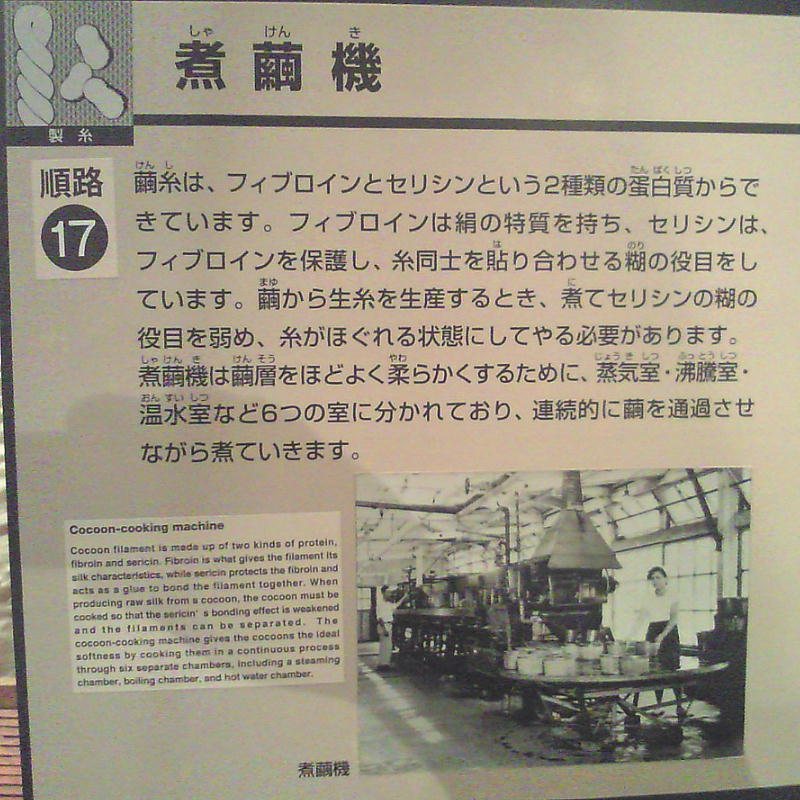 しゃ けん き
煮繭機
製糸
順路
17
けん し たん ぱく しつ
繭糸は、フィブロインとセリシンという2種類の蛋白質からで
きています。フィブロインは絹の特質を持ち、セリシンは、
は のり
フィブロインを保護し、糸同士を貼り合わせる糊の役目をし
まゆ に
ています。繭から生糸を生産するとき、煮てセリシンの糊の
役目を弱め、糸がほぐれる状態にしてやる必要があります。
しゃ けん き けん そう やわ じょう き しつ ふっ とう しつ
煮繭機は繭層をほどよく柔らかくするために、蒸気室・沸騰室・
おん すい しつ
温水室など6つの室に分かれており、連続的に繭を通過させ
ながら煮ていきます。
Cocoon-cooking machine
Cocoon filament is made up of two kinds of protein,
fibroin and sericin. Fibroin is what gives the filament its
silk characteristics, while sericin protects the fibroin and
acts as a glue to bond the filament together. When
producing raw silk from a cocoon, the cocoon must be
cooked so that the sericin's bonding effect is weakened
and the filaments can be separated. The
cocoon-cooking machine gives the cocoons the ideal
softness by cooking them in a continuous process
through six separate chambers, including a steaming
chamber, boiling chamber, and hot water chamber.
煮繭機